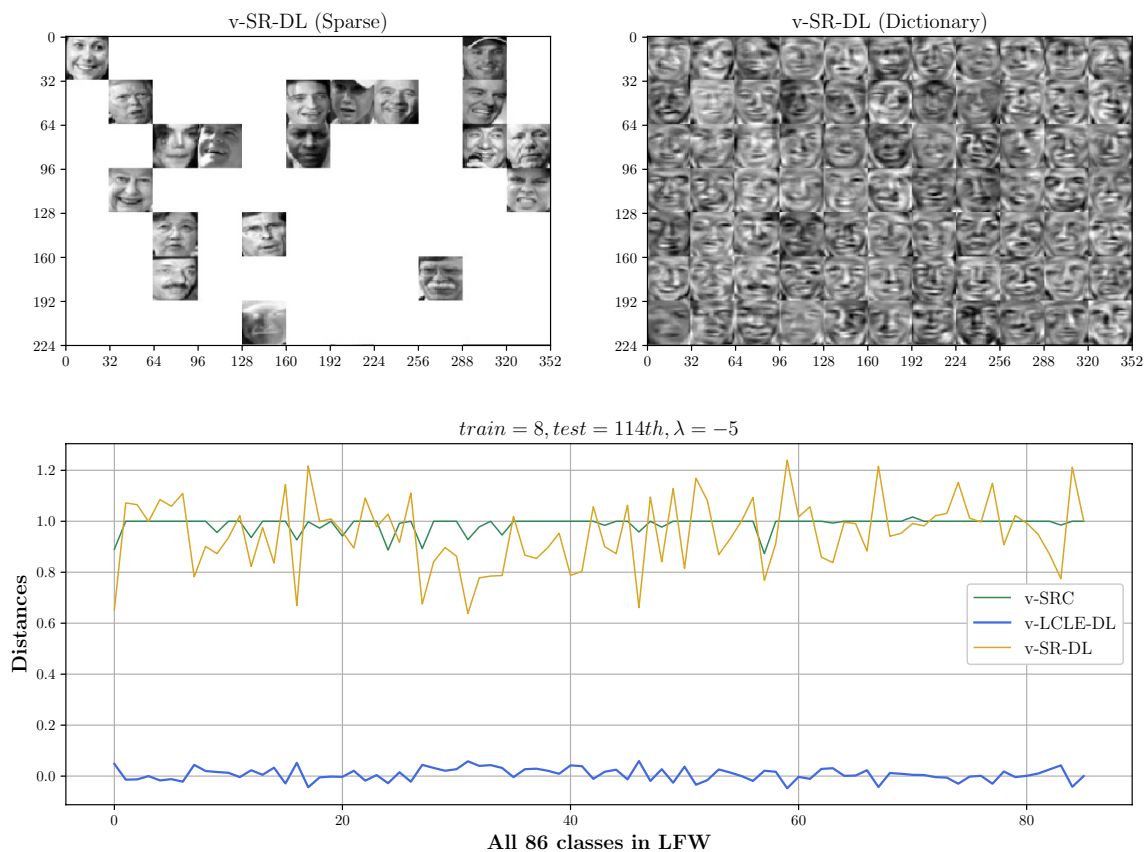 v-SR-DL (Sparse)
v-SR-DL (Dictionary)
0
32
64
96
128
160
192
224
0 32 64 96 128 160 192 224 256 288 320 352
0
32
64
96
128
160
192
224
0 32 64 96 128 160 192 224 256 288 320 352
train = 8, test = 114th, λ = −5
Distances
1.2
1.0
0.8
0.6
0.4
0.2
0.0
v-SRC
v-LCLE-DL
v-SR-DL
0 20 40 60 80
All 86 classes in LFW